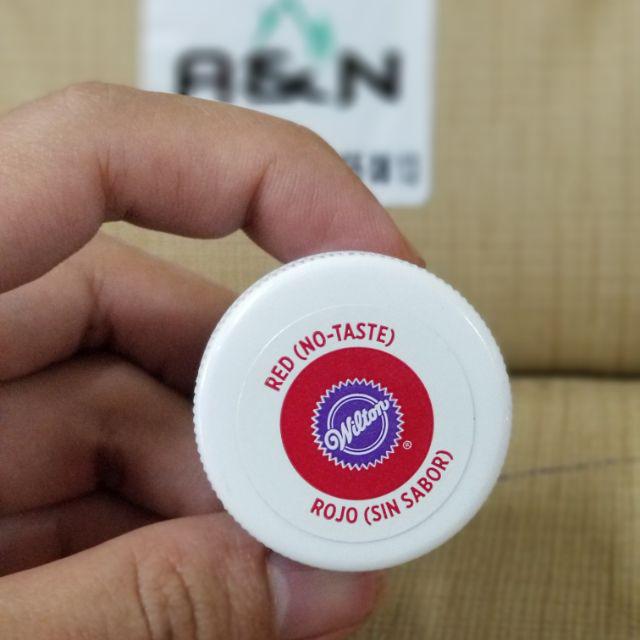 A&N
RED (NO-TASTE)
Wilton
®
ROJO (SIN SABOR)